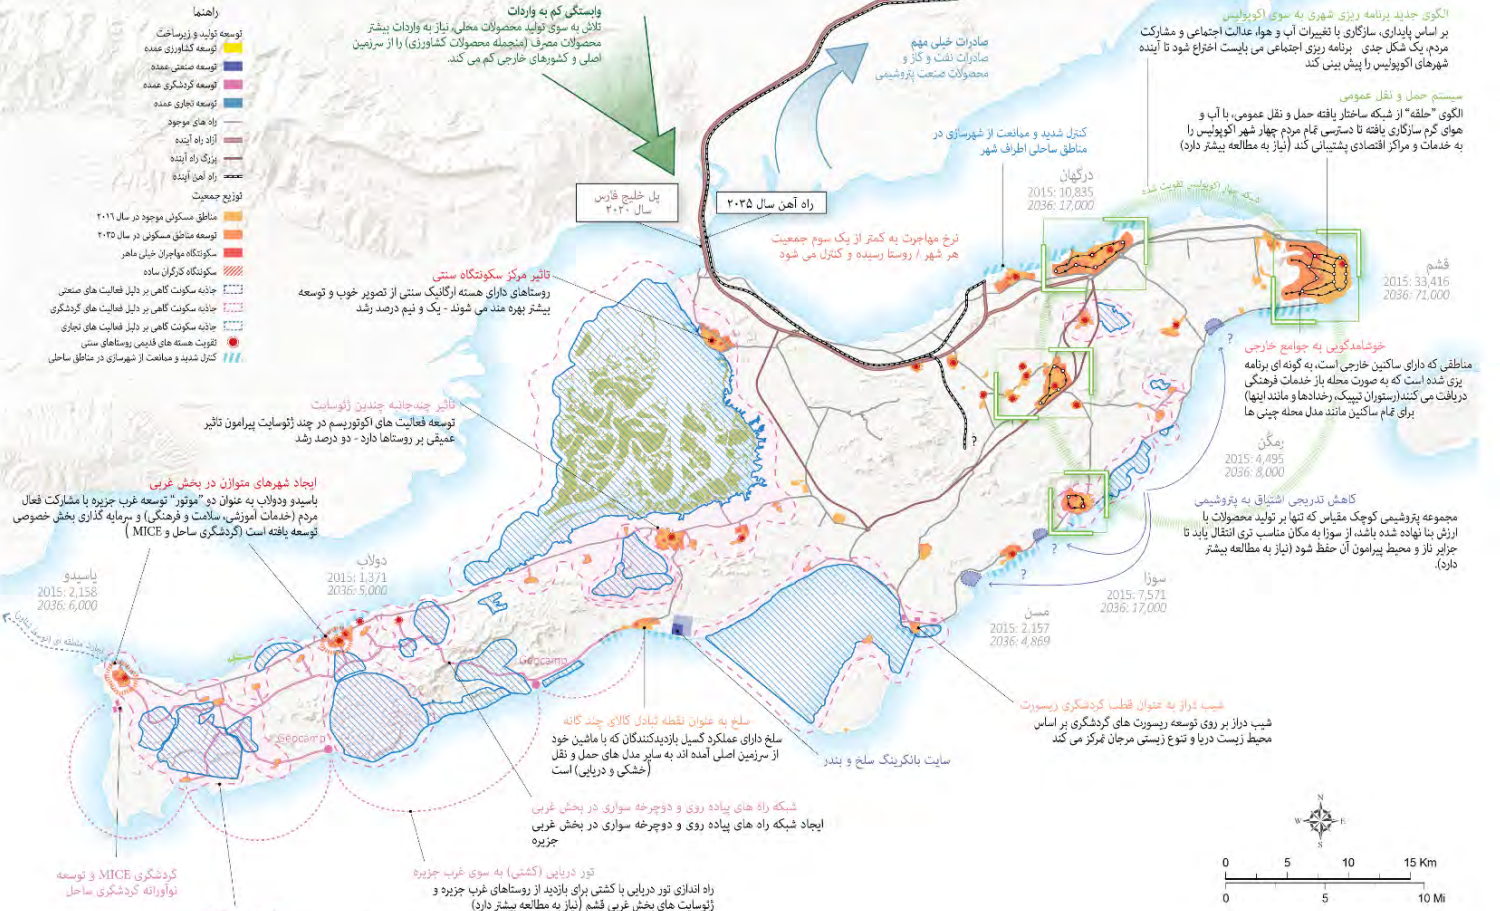 راهنما
توسعه تولید و زیرساخت
توسعه کشاورزی عمده
توسعه صنعتی عمده
توسعه گردشگری عمده
توسعه تجاری عمده
راه های موجود
آزاد راه آینده
بزرگ راه آینده
راه آهن آینده
توزیع جمعیت
مناطق مسکونی موجود در سال ۲۰۱٦
توسعه مناطق مسکونی در سال ۲۰۳۵
سکونتگاه مهاجران خیلی ماهر
سکونتگاه کارگران ساده
جاذبه سکونت گاهی بر دلیل فعالیت های صنعتی
جاذبه سکونت گاهی بر دلیل فعالیت های گردشگری
جاذبه سکونت گاهی بر دلیل فعالیت های تجاری
تقویت هسته های قدیمی روستاهای سنتی
کنترل شدید و ممانعت از شهرسازی در مناطق ساحلی
وابستگی کم به واردات
تلاش به سوی تولید محصولات محلی، نیاز به واردات بیشتر
محصولات مصرف (منجمله محصولات کشاورزی) را از سرزمین
اصلی و کشورهای خارجی کم می کند.
صادرات خیلی مهم
صادرات نفت و گاز و
محصولات صنعت پتروشیمی
الگوی جدید برنامه ریزی شهری به سوی اکوپولیس
بر اساس پایداری، سازگاری با تغییرات آب و هوا، عدالت اجتماعی و مشارکت
مردم، یک شکل جدی برنامه ریزی اجتماعی می بایست اختراع شود تا آینده
شهرهای اکوپولیس را پیش بینی کند
سیستم حمل و نقل عمومی
الگوی "حلقه" از شبکه ساختار یافته حمل و نقل عمومی، با آب و
هوای گرم سازگاری یافته تا دسترسی تمام مردم چهار شهر اکوپولیس را
به خدمات و مراکز اقتصادی پشتیبانی کند (نیاز به مطالعه بیشتر دارد)
کنترل شدید و ممانعت از شهرسازی در
مناطق ساحلی اطراف شهر
درگهان
2015: 10,835
2036: 17,000
شبکه چهار اکوپولیس تقویت شده
پل خلیج فارس
سال ۲۰۲۰
راه آهن سال ۲۰۳۵
نرخ مهاجرت به کمتر از یک سوم جمعیت
هر شهر / روستا رسیده و کنترل می شود
قشم
2015: 33,416
2036: 71,000
تاثیر مرکز سکونتگاه سنتی
روستاهای دارای هسته ارگانیک سنتی از تصویر خوب و توسعه
بیشتر بهره مند می شوند - یک و نیم درصد رشد
خوشامدگویی به جوامع خارجی
مناطقی که دارای ساکنین خارجی است، به گونه ای برنامه
یزی شده است که به صورت محله باز خدمات فرهنگی
دریافت می کنند(رستوران تیپیک، رخدادها و مانند اینها)
برای تمام ساکنین مانند مدل محله چینی ها
تاثیر چندجانبه چندین ژئوسایت
توسعه فعالیت های اکوتوریسم در چند ژئوسایت پیرامون تاثیر
عمیقی بر روستاها دارد - دو درصد رشد
رمکُن
2015: 4,495
2036: 8,000
ایجاد شهرهای متوازن در بخش غربی
باسیدو ودولاب به عنوان دو "موتور" توسعه غرب جزیره با مشارکت فعال
مردم (خدمات آموزشی، سلامت و فرهنگی) و سرمایه گذاری بخش خصوصی
توسعه یافته است (گردشگری ساحل و MICE )
کاهش تدریجی اشتیاق به پتروشیمی
مجموعه پتروشیمی کوچک مقیاس که تنها بر تولید محصولات با
ارزش بنا نهاده شده باشد، از سوزا به مکان مناسب تری انتقال یابد تا
جزایر ناز و محیط پیرامون آن حفظ شود (نیاز به مطالعه بیشتر
دارد).
باسیدو
2015: 2,158
2036: 6,000
دولاب
2015: 1,371
2036: 5,000
سوزا
2015: 7,571
2036: 17,000
مسن
2015: 2,157
2036: 4,869
?
?
?
?
Geocamp
Geocamp
شیب دراز به عنوان قطب گردشگری ریسورت
شیب دراز بر روی توسعه ریسورت های گردشگری بر اساس
محیط زیست دریا و تنوع زیستی مرجان تمرکز می کند
سلخ به عنوان نقطه تبادل کالای چند گانه
سلخ دارای عملکرد گسیل بازدیدکنندگان که با ماشین خود
از سرزمین اصلی آمده اند به سایر مدل های حمل و نقل
(خشکی و دریایی) است
سایت بانکرینگ سلخ و بندر
شبکه راه های پیاده روی و دوچرخه سواری در بخش غربی
ایجاد شبکه راه های پیاده روی و دوچرخه سواری در بخش غربی
جزیره
گردشگری MICE و توسعه
نوآورانه گردشگری ساحل
تور دریایی (کشتی) به سوی غرب جزیره
راه اندازی تور دریایی با کشتی برای بازدید از روستاهای غرب جزیره و
ژئوسایت های بخش غربی قشم (نیاز به مطالعه بیشتر دارد)
N
W
E
S
0 5 10 15 Km
0 5 10 Mi